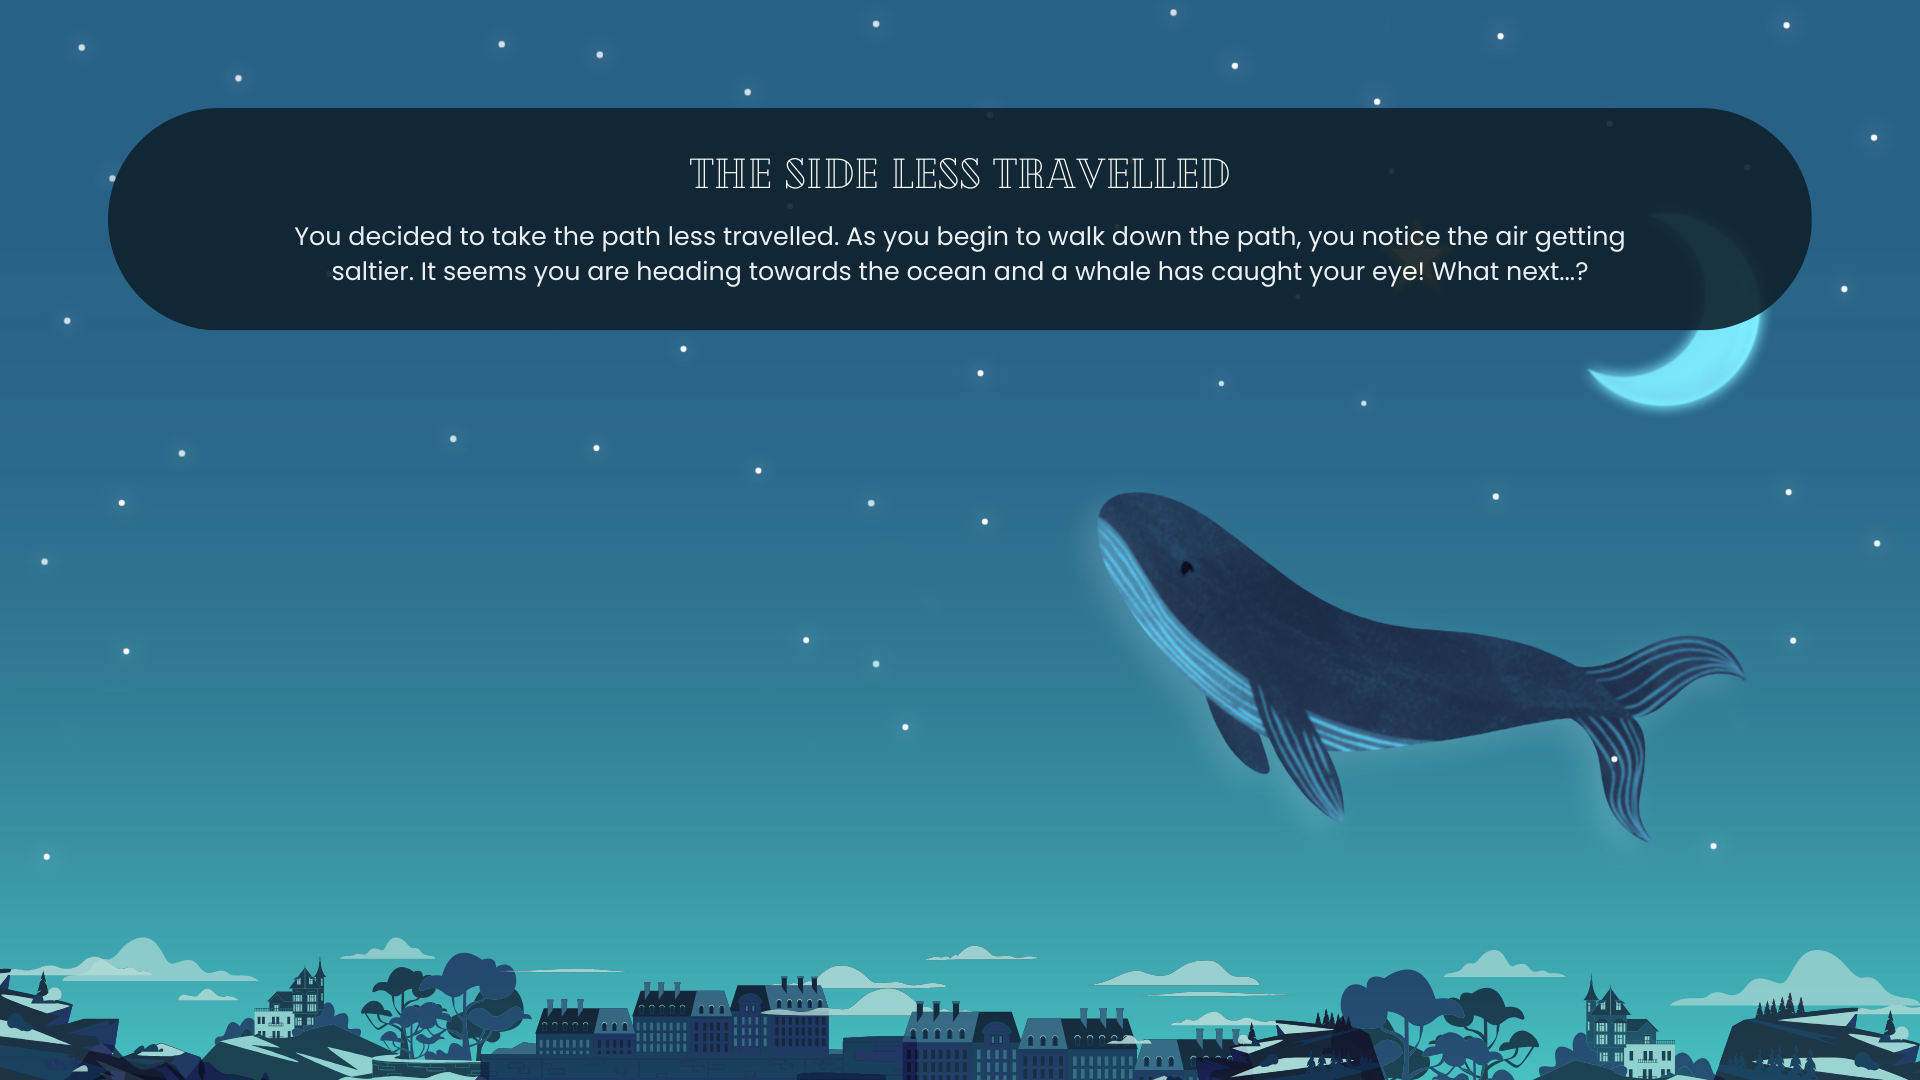 THE SIDE LESS TRAVELLED
You decided to take the path less travelled. As you begin to walk down the path, you notice the air getting
saltier. It seems you are heading towards the ocean and a whale has caught your eye! What next...?